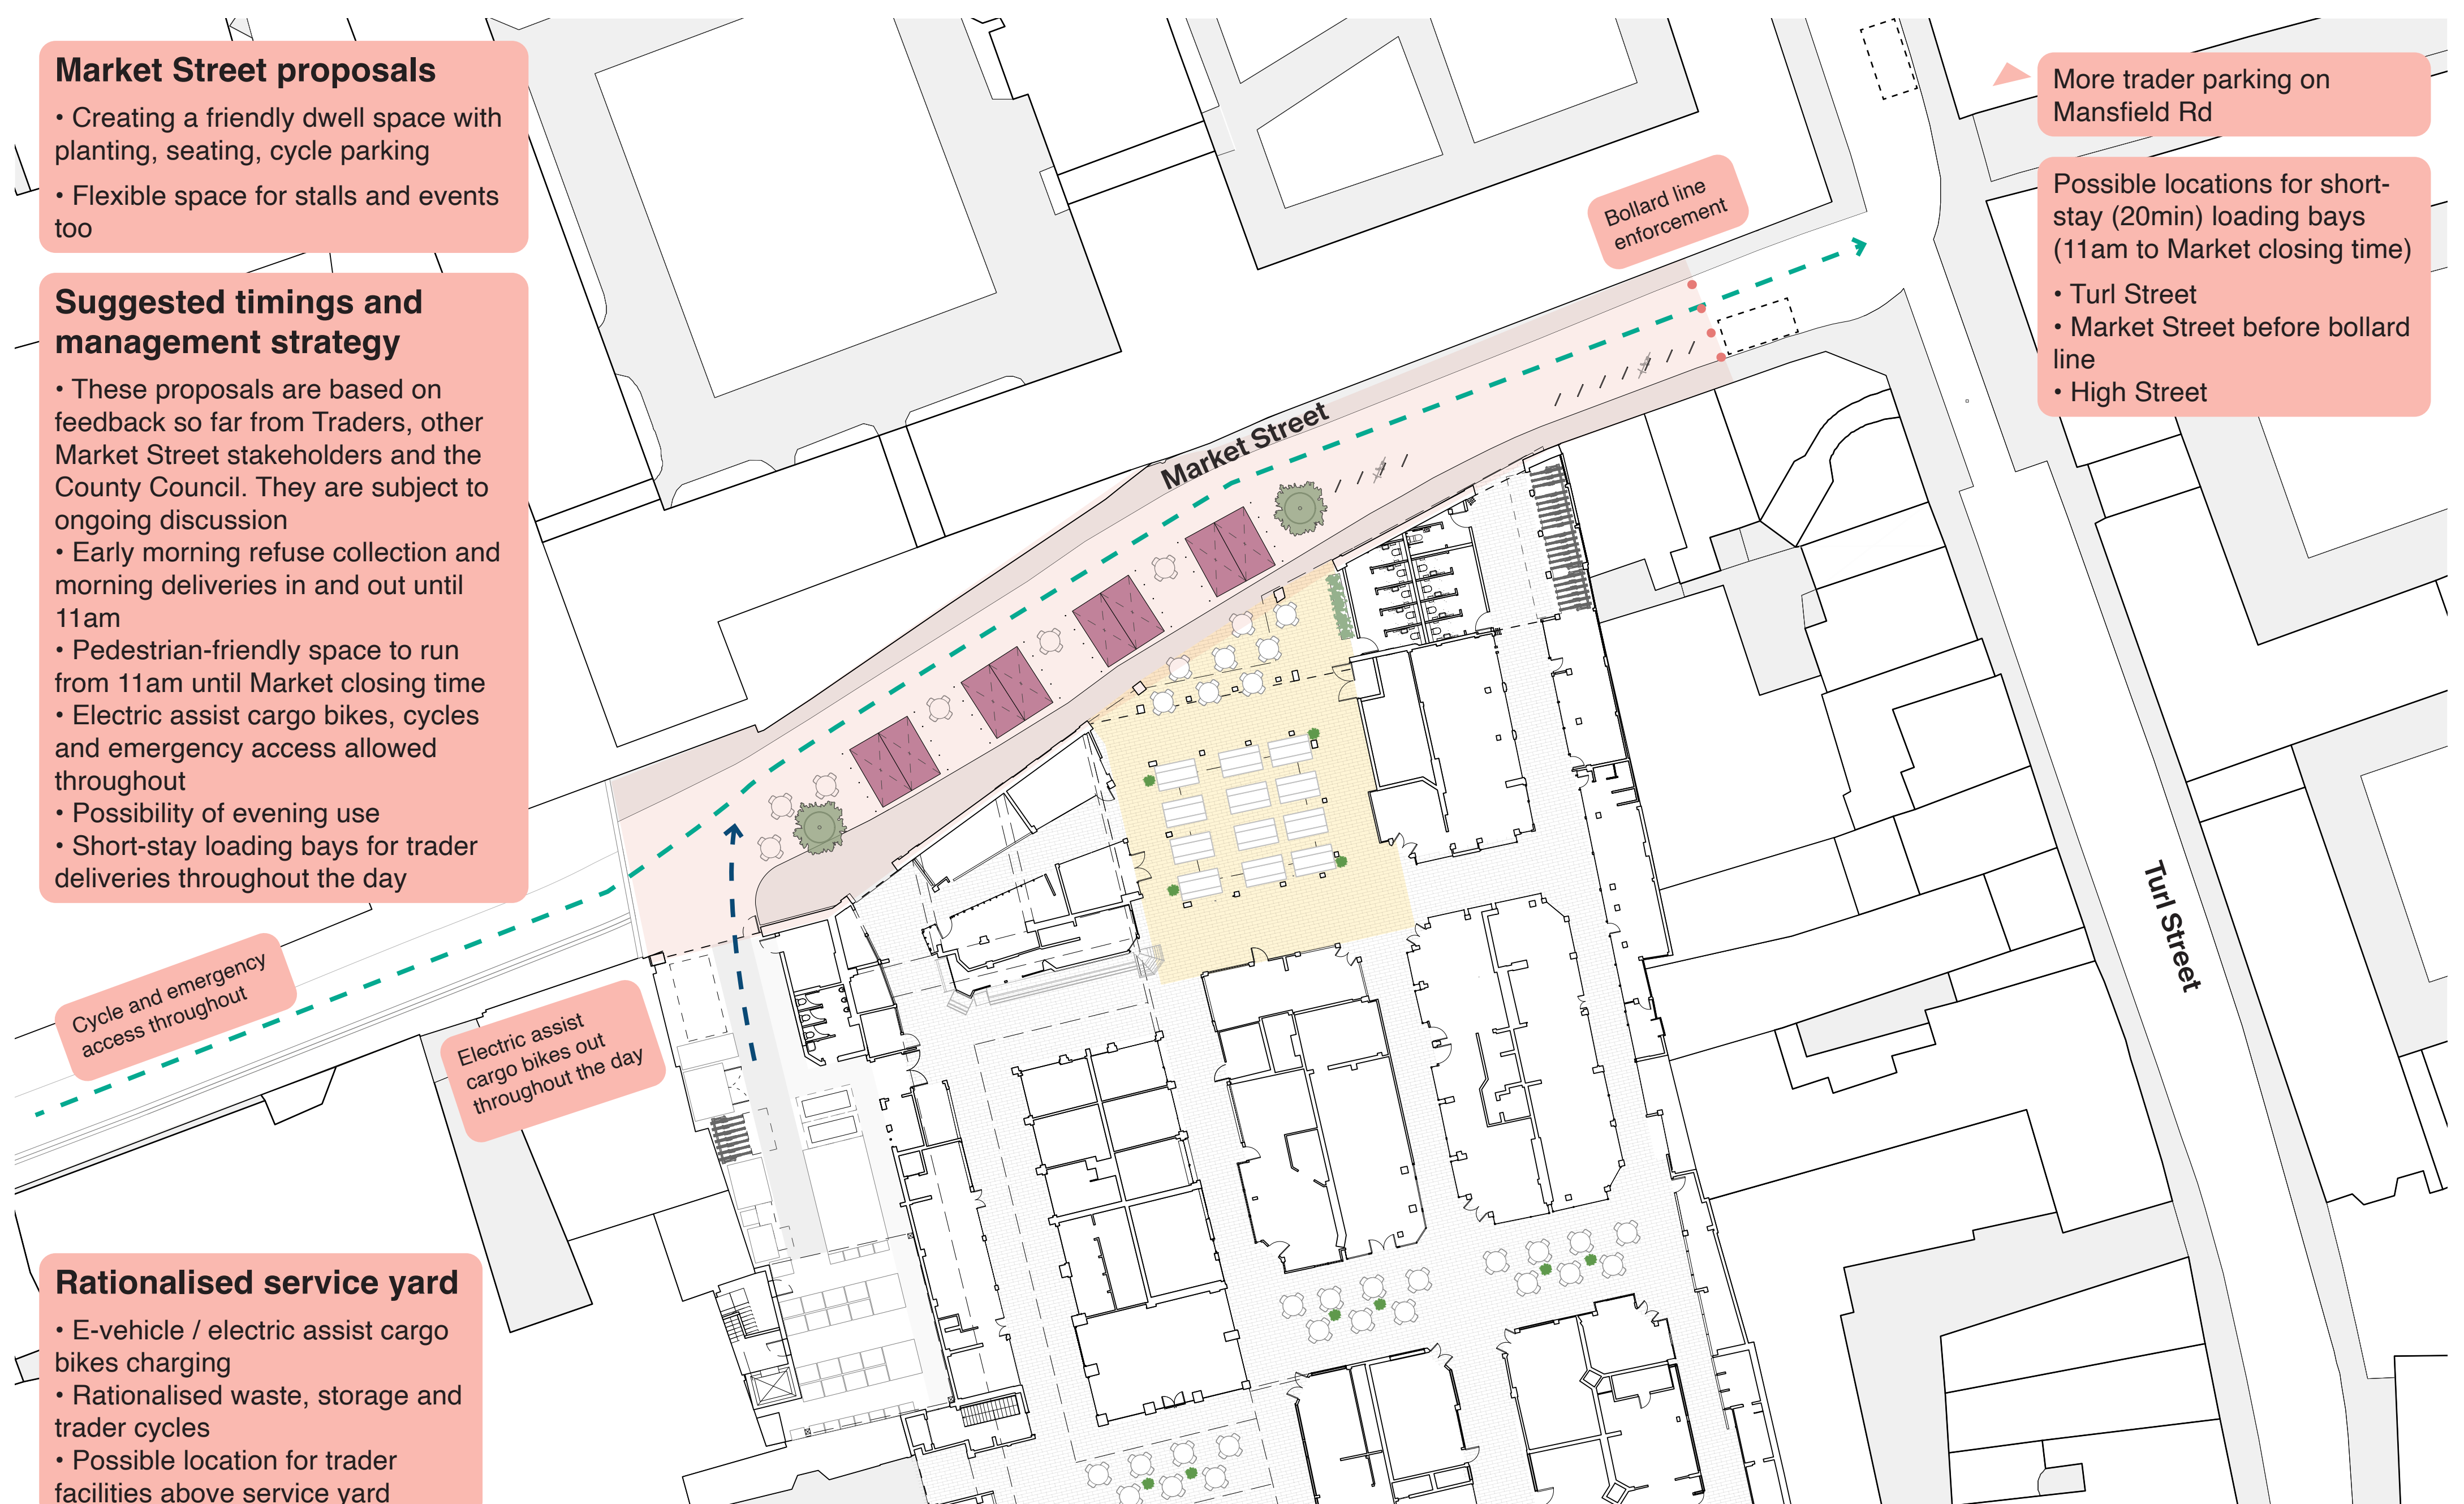 Market Street proposals
• Creating a friendly dwell space with
planting, seating, cycle parking
• Flexible space for stalls and events
too
Suggested timings and
management strategy
• These proposals are based on
feedback so far from Traders, other
Market Street stakeholders and the
County Council. They are subject to
ongoing discussion
• Early morning refuse collection and
morning deliveries in and out until
11am
• Pedestrian-friendly space to run
from 11am until Market closing time
• Electric assist cargo bikes, cycles
and emergency access allowed
throughout
• Possibility of evening use
• Short-stay loading bays for trader
deliveries throughout the day
Cycle and emergency
access throughout
Electric assist
cargo bikes out
throughout the day
Rationalised service yard
• E-vehicle / electric assist cargo
bikes charging
• Rationalised waste, storage and
trader cycles
• Possible location for trader
facilities above service yard
Market Street
Bollard line
enforcement
More trader parking on
Mansfield Rd
Possible locations for short-
stay (20min) loading bays
(11am to Market closing time)
• Turl Street
• Market Street before bollard
line
• High Street
Turl Street